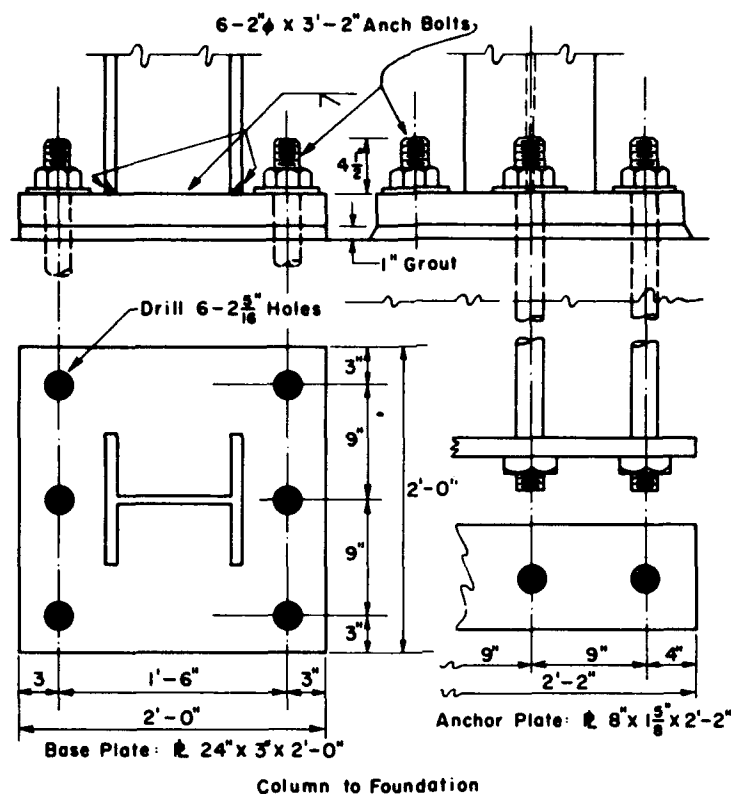 6-2"φ x 3'-2" Anch Bolts
4 1/2"
1" Grout
Drill 6-2 5/16" Holes
3"
9"
2'-0"
9"
3"
3
1'-6"
3"
2'-0"
9"
9"
4"
2'-2"
Base Plate: ℄ 24" x 3" x 2'-0"
Anchor Plate: ℄ 8" x 1 5/8" x 2'-2"
Column to Foundation